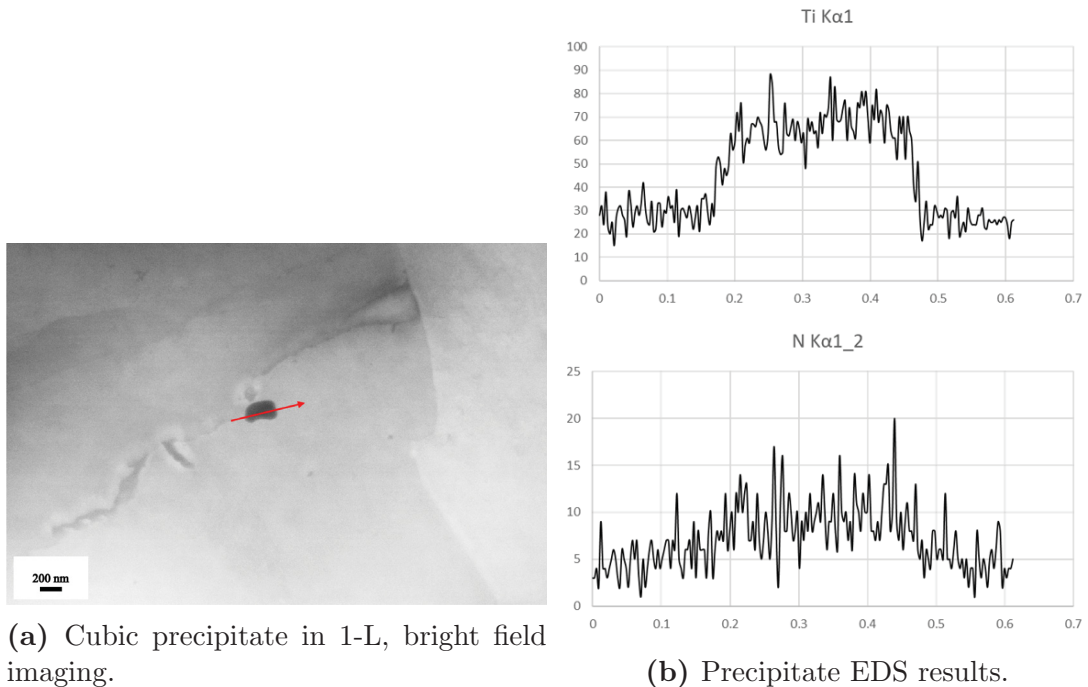 Ti Kα1
100
90
80
70
60
50
40
30
20
10
0
0 0.1 0.2 0.3 0.4 0.5 0.6 0.7
N Kα1_2
25
20
15
10
5
0
0 0.1 0.2 0.3 0.4 0.5 0.6 0.7
200 nm
(a) Cubic precipitate in 1-L, bright field
imaging.
(b) Precipitate EDS results.